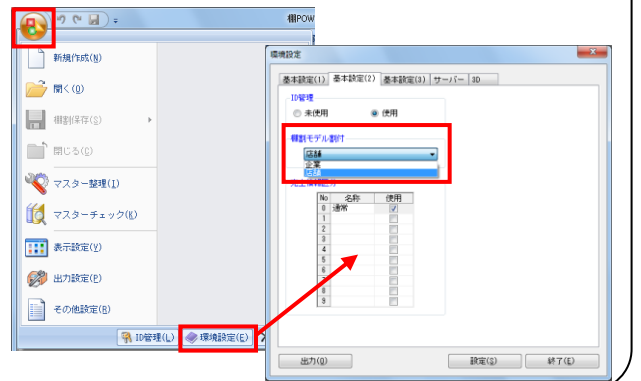 棚POW
新規作成(N)
開く(O)
棚割保存(S)
閉じる(C)
マスター整理(I)
マスターチェック(K)
表示設定(Y)
出力設定(P)
その他設定(R)
ID管理(L)
環境設定(E)
環境設定
基本設定(1)
基本設定(2)
基本設定(3)
サーバー
3D
ID管理
未使用
使用
棚割モデル割付
店舗
企業
店舗
No
名称
使用
0
通常
1
2
3
4
5
6
7
8
9
出力(O)
設定(S)
終了(E)